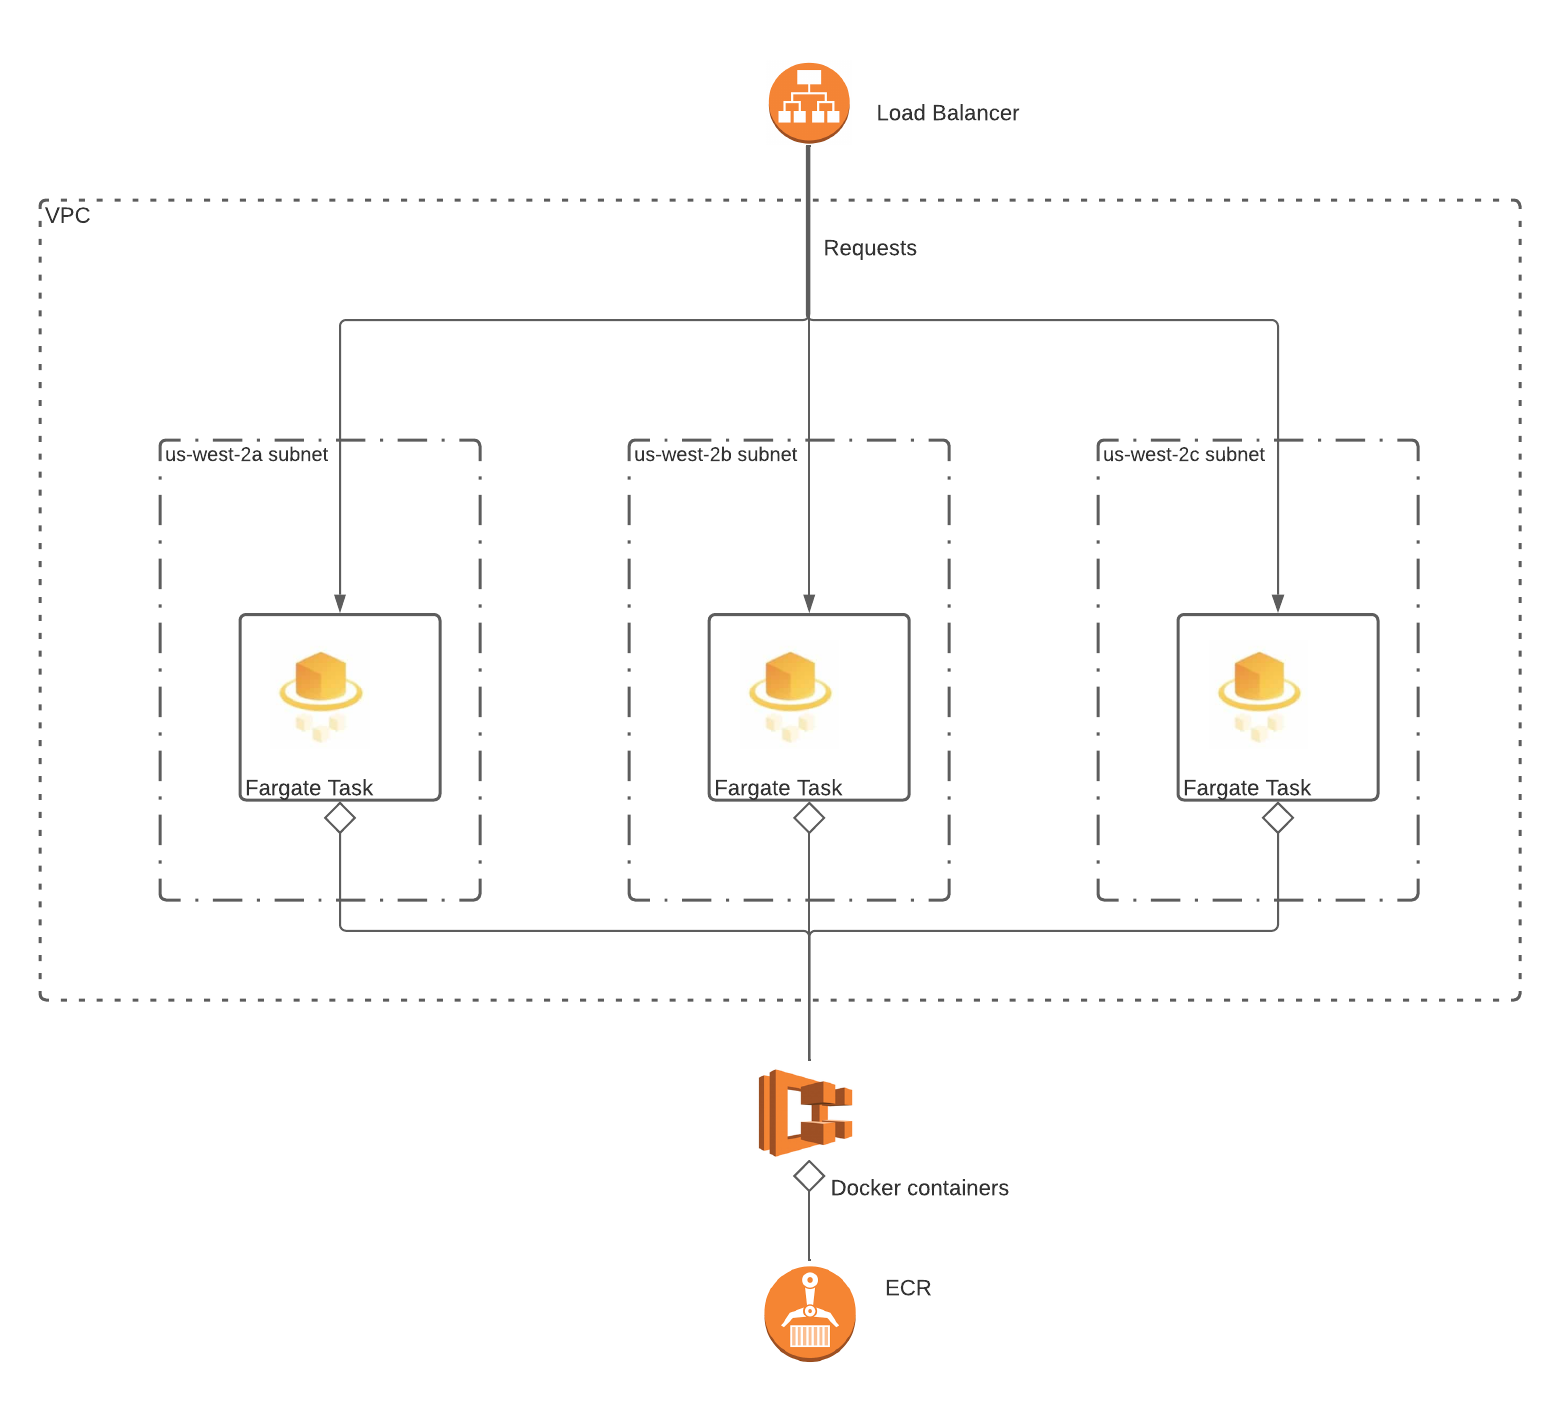 Load Balancer
VPC
Requests
us-west-2a subnet
us-west-2b subnet
us-west-2c subnet
Fargate Task
Fargate Task
Fargate Task
Docker containers
ECR